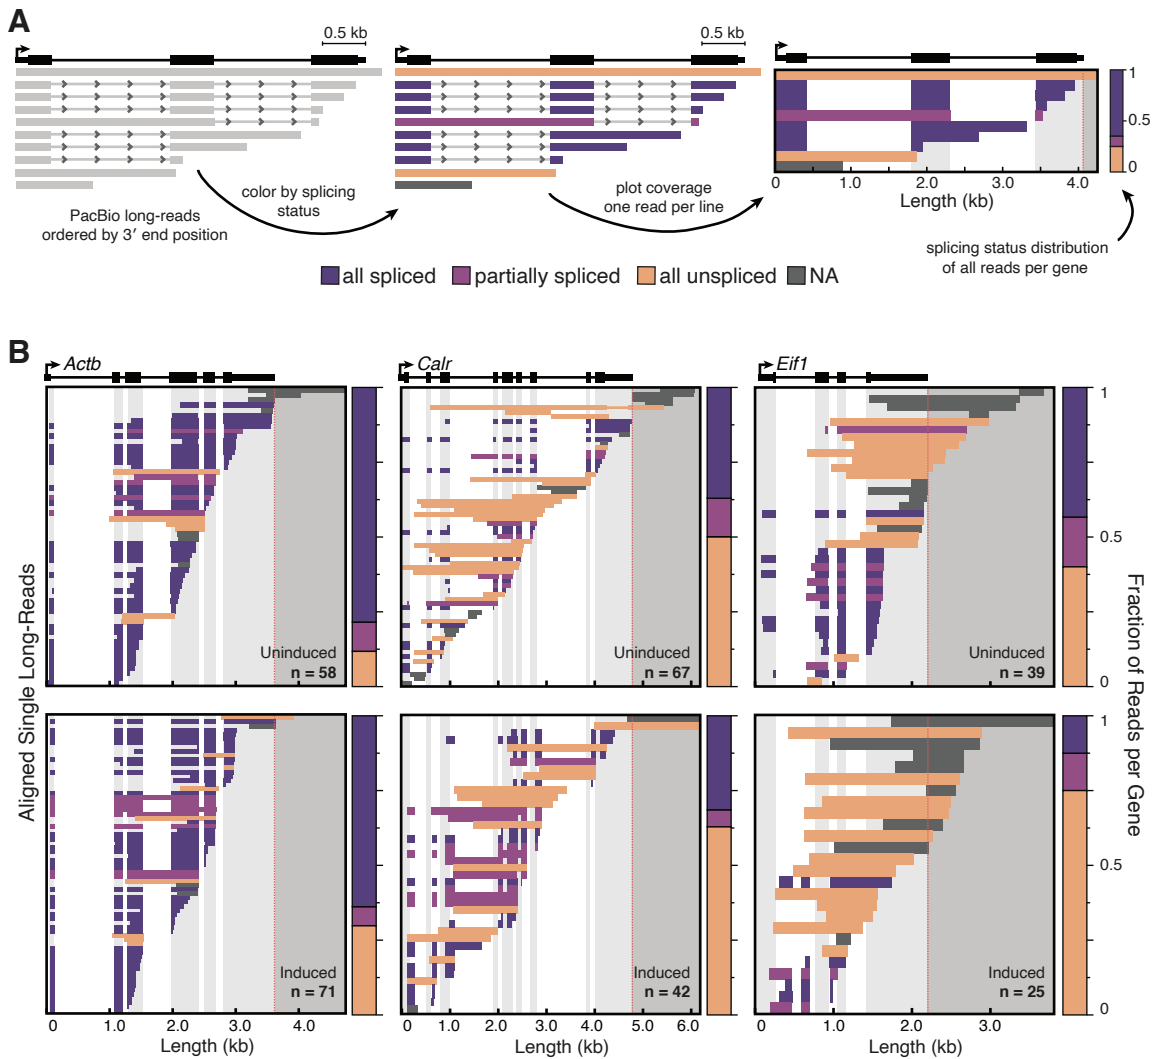 A
0.5 kb
0.5 kb
1
0.5
0
0 1.0 2.0 3.0 4.0
Length (kb)
PacBio long-reads
ordered by 3′ end position
color by splicing
status
plot coverage
one read per line
splicing status distribution
of all reads per gene
all spliced partially spliced all unspliced NA
B
Actb Calr Eif1
Aligned Single Long-Reads
Uninduced
n = 58
Uninduced
n = 67
Uninduced
n = 39
1
0.5
0
Induced
n = 71
Induced
n = 42
Induced
n = 25
1
0.5
0
Fraction of Reads per Gene
0 1.0 2.0 3.0 4.0
Length (kb)
0 1.0 2.0 3.0 4.0 5.0 6.0
Length (kb)
0 1.0 2.0 3.0
Length (kb)